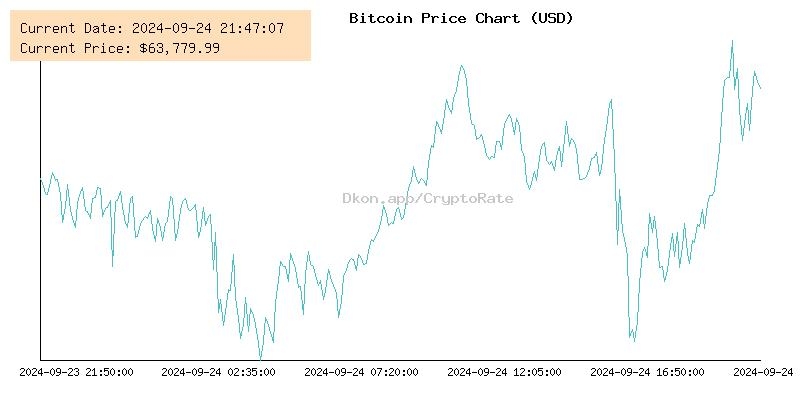 Bitcoin Price Chart (USD)
Current Date: 2024-09-24 21:47:07
Current Price: $63,779.99
Dkon.app/CryptoRate
2024-09-23 21:50:00 2024-09-24 02:35:00 2024-09-24 07:20:00 2024-09-24 12:05:00 2024-09-24 16:50:00 2024-09-24